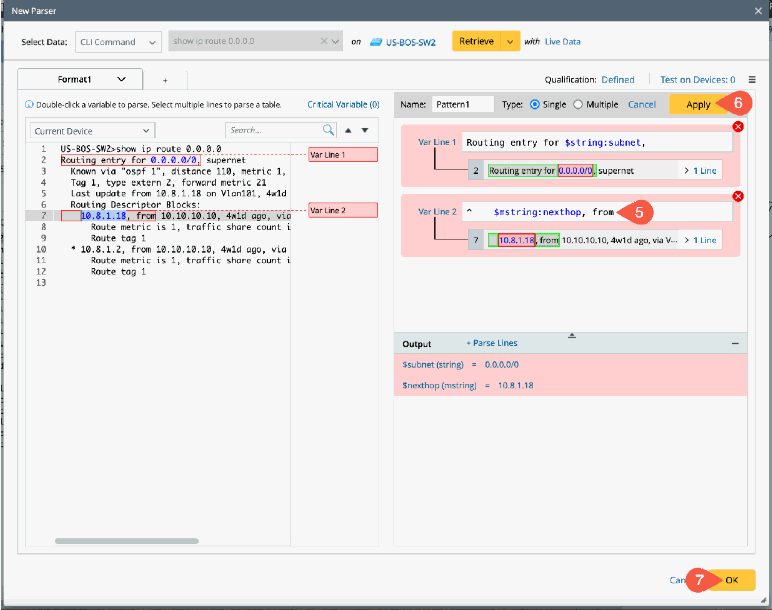 New Parser
Select Data: CLI Command show ip route 0.0.0.0 on US-BOS-SW2 Retrieve with Live Data
Format1 +
Qualification: Defined Test on Devices: 0
Double-click a variable to parse. Select multiple lines to parse a table. Critical Variable (0)
Current Device Search...
1 US-BOS-SW2>show ip route 0.0.0.0
2 Routing entry for 0.0.0.0/0, supernet Var Line 1
3 Known via "ospf 1", distance 110, metric 1,
4 Tag 1, type extern 2, forward metric 21
5 Last update from 10.8.1.18 on Vlan101, 4w1d
6 Routing Descriptor Blocks:
7 10.8.1.18, from 10.10.10.10, 4w1d ago, via Var Line 2
8 Route metric is 1, traffic share count i
9 Route tag 1
10 * 10.8.1.2, from 10.10.10.10, 4w1d ago, via
11 Route metric is 1, traffic share count i
12 Route tag 1
13
Name: Pattern1 Type: Single Multiple Cancel Apply 6
Var Line 1 Routing entry for $string:subnet,
2 Routing entry for 0.0.0.0/0, supernet > 1 Line
Var Line 2 ^ $mstring:nexthop, from 5
7 10.8.1.18, from 10.10.10.10, 4w1d ago, via V... > 1 Line
Output + Parse Lines
$subnet (string) = 0.0.0.0/0
$nexthop (mstring) = 10.8.1.18
Can 7 OK